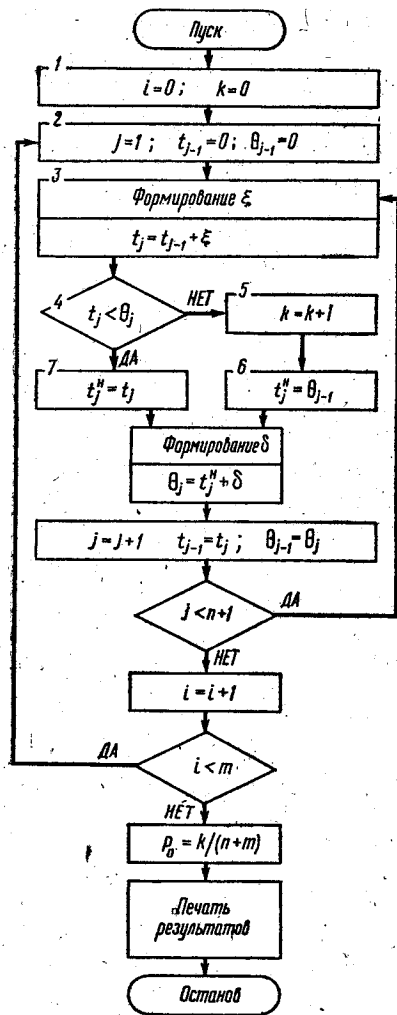 Пуск
1
i=0; k=0
2
j=1; t_{j-1}=0; θ_{j-1}=0
3
Формирование ξ
t_j=t_{j-1}+ξ
4
t_j<θ_j
НЕТ
5
k=k+1
ДА
7
t_j^н=t_j
6
t_j^н=θ_{j-1}
Формирование δ
θ_j=t_j^н+δ
j=j+1 t_{j-1}=t_j; θ_{j-1}=θ_j
j<n+1
ДА
НЕТ
i=i+1
ДА
i<m
НЕТ
P_0=k/(n+m)
Печать
результатов
Останов